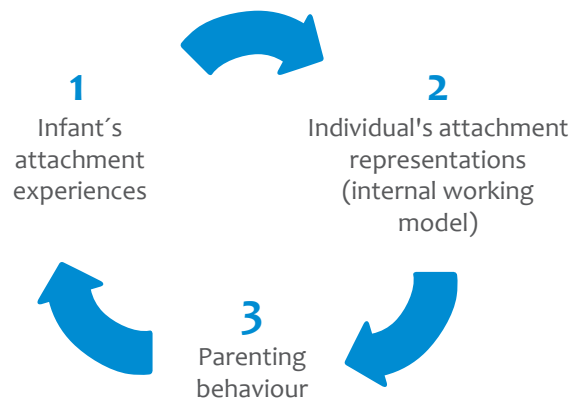 1
Infant´s
attachment
experiences
2
Individual's attachment
representations
(internal working
model)
3
Parenting
behaviour